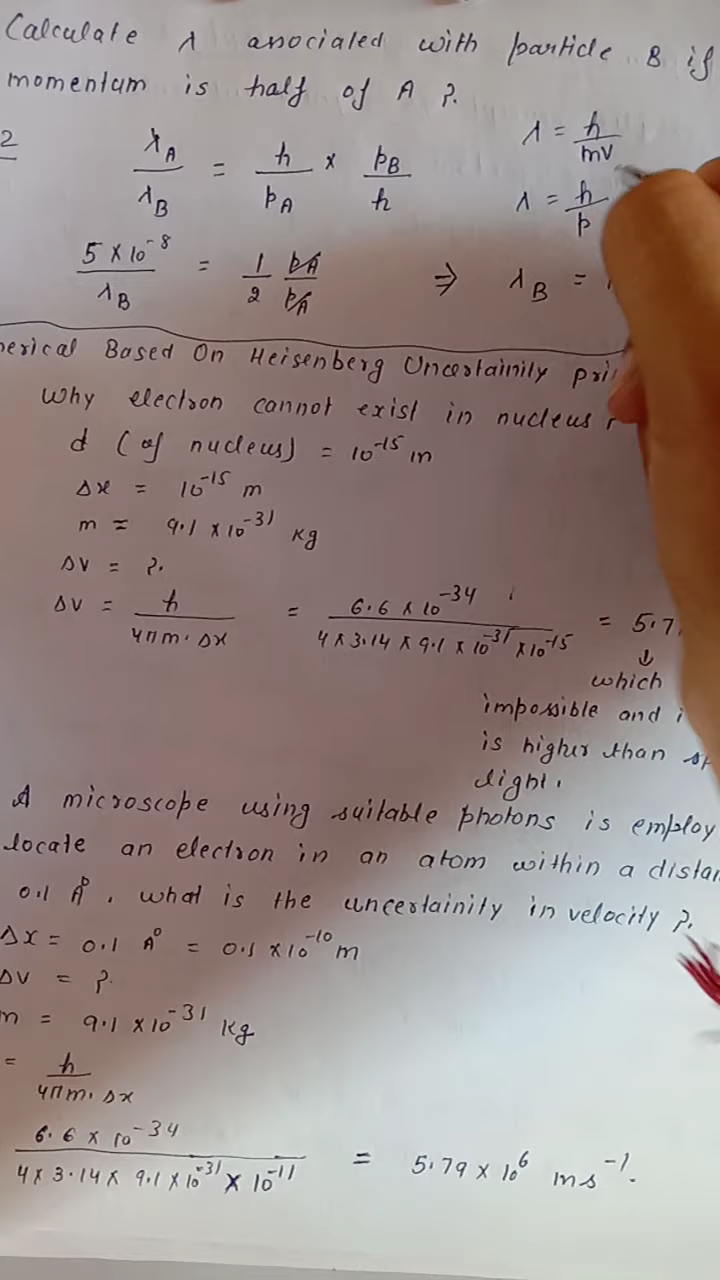 Calculate λ anociated with particle B if
momentum is half of A ?.
2
λA/λB = h/pA × pB/h
λ = h/mv
λ = h/p
5 × 10⁻⁸/λB = 1/2 pA/pA ⇒ λB =
erical Based On Heisenberg Uncertainily pri
Why electron cannot exist in nucleus
d (of nucleus) = 10⁻¹⁵ m
Δx = 10⁻¹⁵ m
m = 9.1 × 10⁻³¹ Kg
Δv = ?.
Δv = h/4πm.Δx = 6.6 × 10⁻³⁴/4 × 3.14 × 9.1 × 10⁻³¹ × 10⁻¹⁵ = 5.7
↓
which
impossible and i
is higher than
light.
A microscope using suitable photons is employ
locate an electron in an atom within a distan
0.1 A°. what is the uncertainity in velocity ?.
Δx = 0.1 A° = 0.1 × 10⁻¹⁰ m
Δv = ?
m = 9.1 × 10⁻³¹ Kg
= h/4πm.Δx
6.6 × 10⁻³⁴/4 × 3.14 × 9.1 × 10⁻³¹ × 10⁻¹¹ = 5.79 × 10⁶ ms⁻¹.